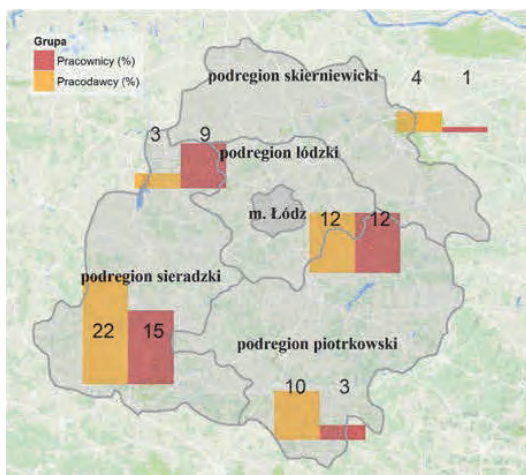 Grupa
Pracownicy (%)
Pracodawcy (%)
podregion skierniewicki
4 1
3 9
podregion łódzki
m. Łódz
12 12
podregion sieradzki
22 15
podregion piotrkowski
10 3